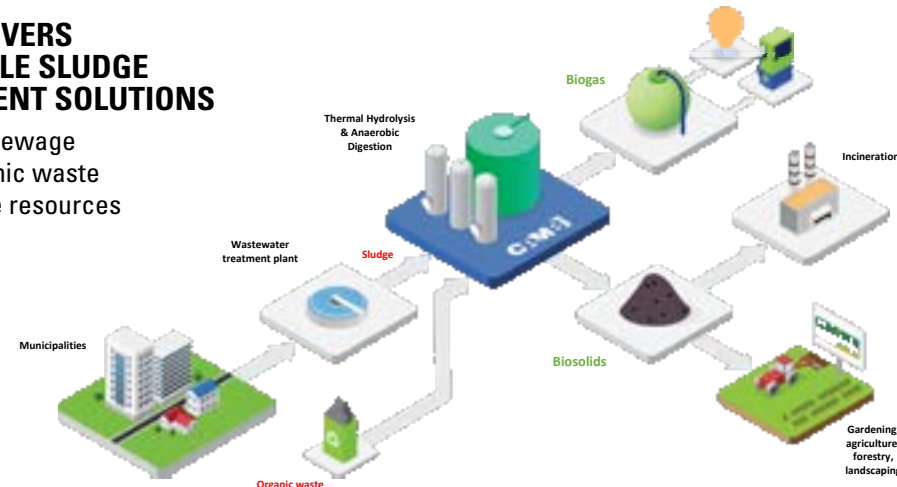 VERS
LE SLUDGE
ENT SOLUTIONS
ewage
nic waste
e resources
Biogas
Thermal Hydrolysis
& Anaerobic
Digestion
Incineration
Wastewater
treatment plant
Sludge
Municipalities
Biosolids
Organic waste
Gardening,
agriculture,
forestry,
landscaping